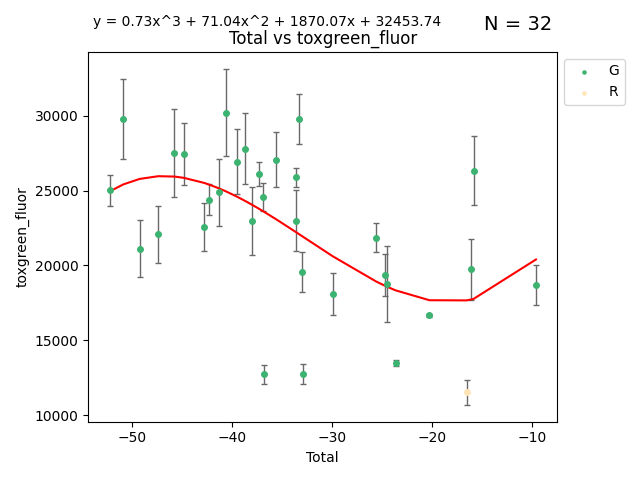 y = 0.73x^3 + 71.04x^2 + 1870.07x + 32453.74
N = 32
Total vs toxgreen_fluor
G
R
30000
25000
20000
15000
10000
toxgreen_fluor
−50
−40
−30
−20
−10
Total